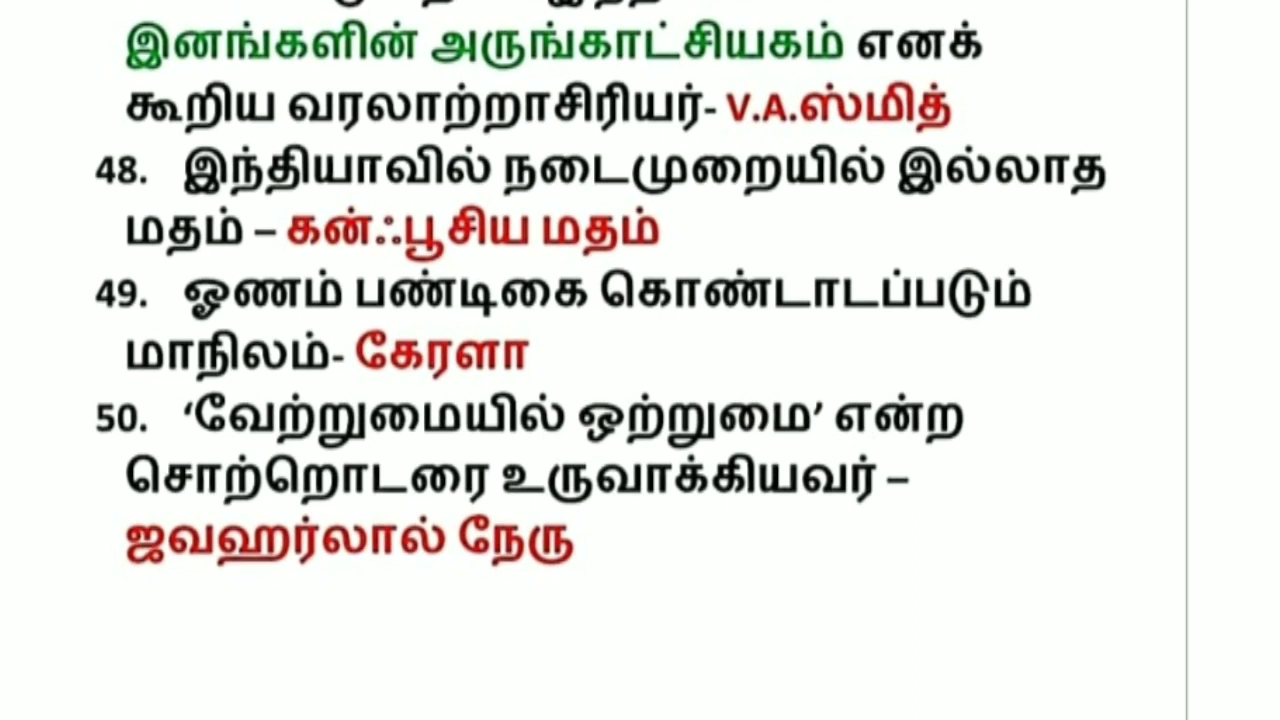 இனங்களின் அருங்காட்சியகம் எனக்
கூறிய வரலாற்றாசிரியர்- V.A.ஸ்மித்
48. இந்தியாவில் நடைமுறையில் இல்லாத
மதம் – கன்ஃபூசிய மதம்
49. ஓணம் பண்டிகை கொண்டாடப்படும்
மாநிலம்- கேரளா
50. ‘வேற்றுமையில் ஒற்றுமை’ என்ற
சொற்றொடரை உருவாக்கியவர் –
ஜவஹர்லால் நேரு